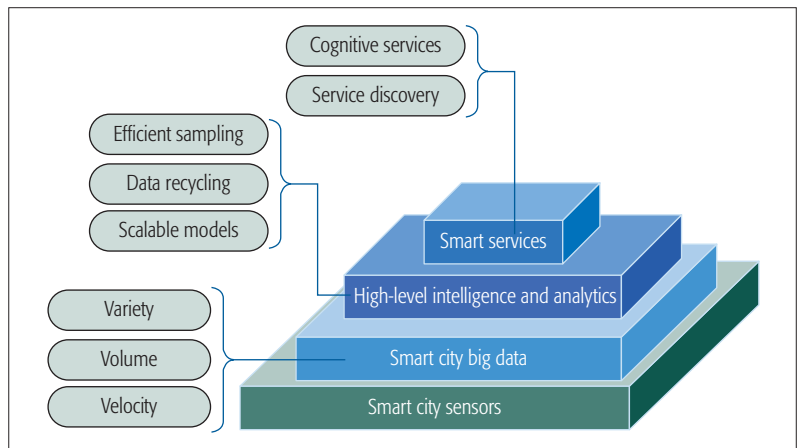 Cognitive services
Service discovery
Efficient sampling
Data recycling
Scalable models
Smart services
High-level intelligence and analytics
Variety
Volume
Velocity
Smart city big data
Smart city sensors